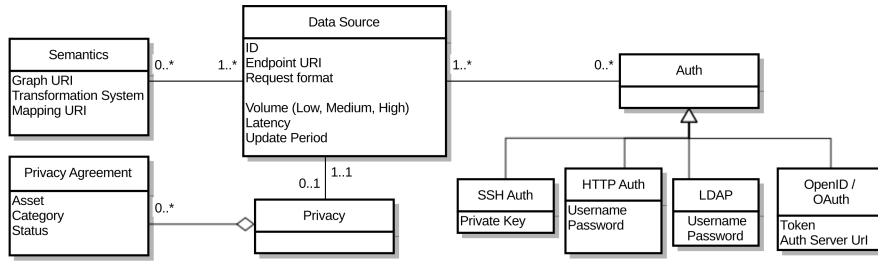 Data Source
ID
Endpoint URI
Request format
Volume (Low, Medium, High)
Latency
Update Period
Semantics
Graph URI
Transformation System
Mapping URI
0..*
1..*
1..*
0..*
Auth
Privacy Agreement
Asset
Category
Status
0..*
0..1
1..1
Privacy
SSH Auth
Private Key
HTTP Auth
Username
Password
LDAP
Username
Password
OpenID /
OAuth
Token
Auth Server Url